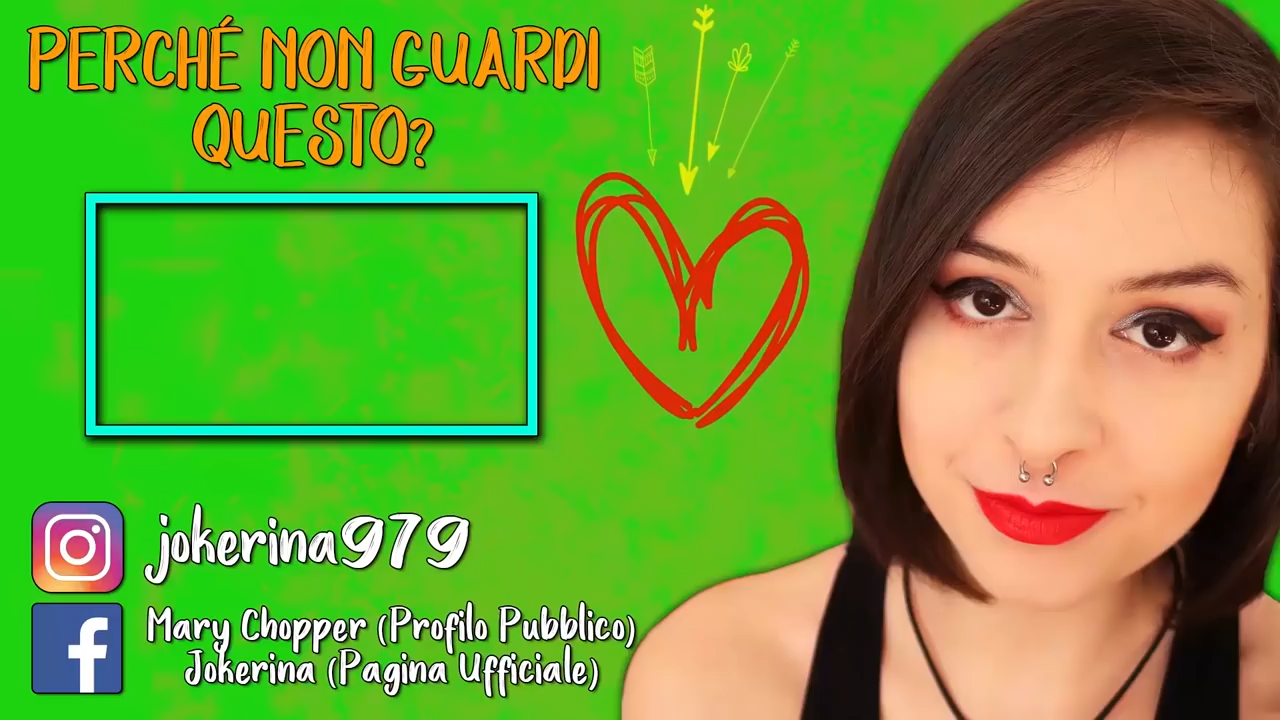 PERCHÉ NON GUARDI
QUESTO?
jokerina979
Mary Chopper (Profilo Pubblico)
Jokerina (Pagina Ufficiale)